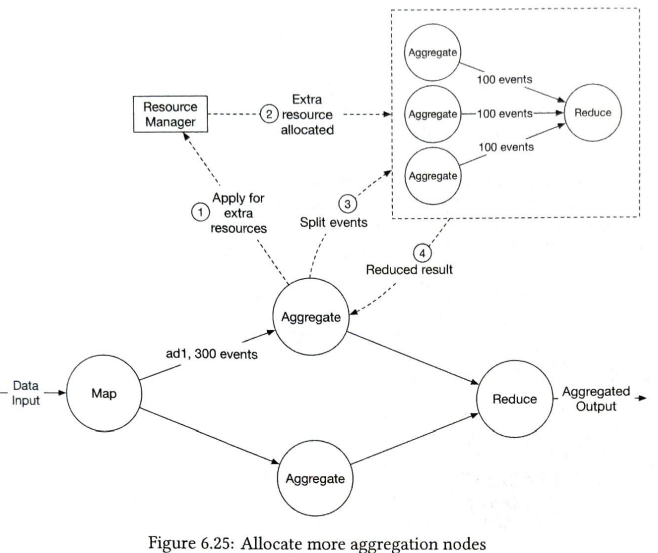 Aggregate
100 events
Resource
Manager
2
Extra
resource
allocated
Aggregate
100 events
Reduce
100 events
Aggregate
1
Apply for
extra
resources
3
Split events
4
Reduced result
Aggregate
ad1, 300 events
Data
Input
Map
Reduce
Aggregated
Output
Aggregate
Figure 6.25: Allocate more aggregation nodes